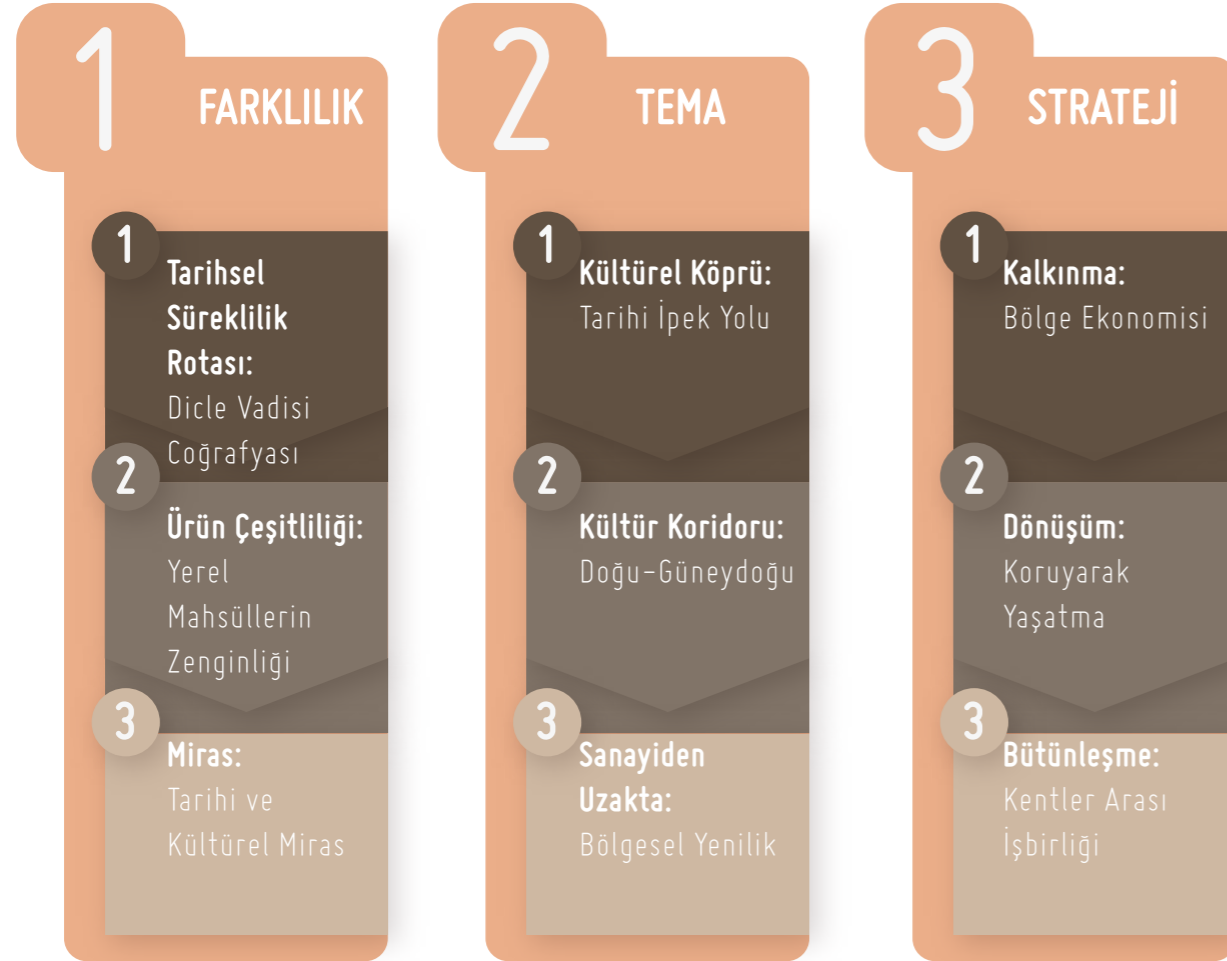 1
FARKLILIK
1
Tarihsel
Süreklilik
Rotası:
Dicle Vadisi
Coğrafyası
2
Ürün Çeşitliliği:
Yerel
Mahsüllerin
Zenginliği
3
Miras:
Tarihi ve
Kültürel Miras
2
TEMA
1
Kültürel Köprü:
Tarihi İpek Yolu
2
Kültür Koridoru:
Doğu-Güneydoğu
3
Sanayiden
Uzakta:
Bölgesel Yenilik
3
STRATEJİ
1
Kalkınma:
Bölge Ekonomisi
2
Dönüşüm:
Koruyarak
Yaşatma
3
Bütünleşme:
Kentler Arası
İşbirliği